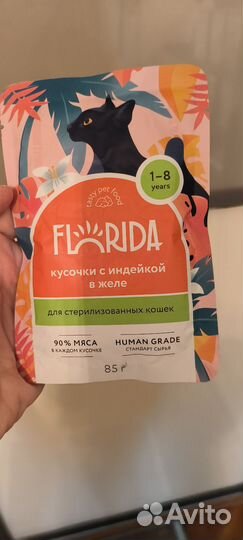 tasty pet food
1–8
years
FLORIDA
кусочки с индейкой
в желе
для стерилизованных кошек
90% МЯСА
В КАЖДОМ КУСОЧКЕ
HUMAN GRADE
СТАНДАРТ СЫРЬЯ
85 г
Avito